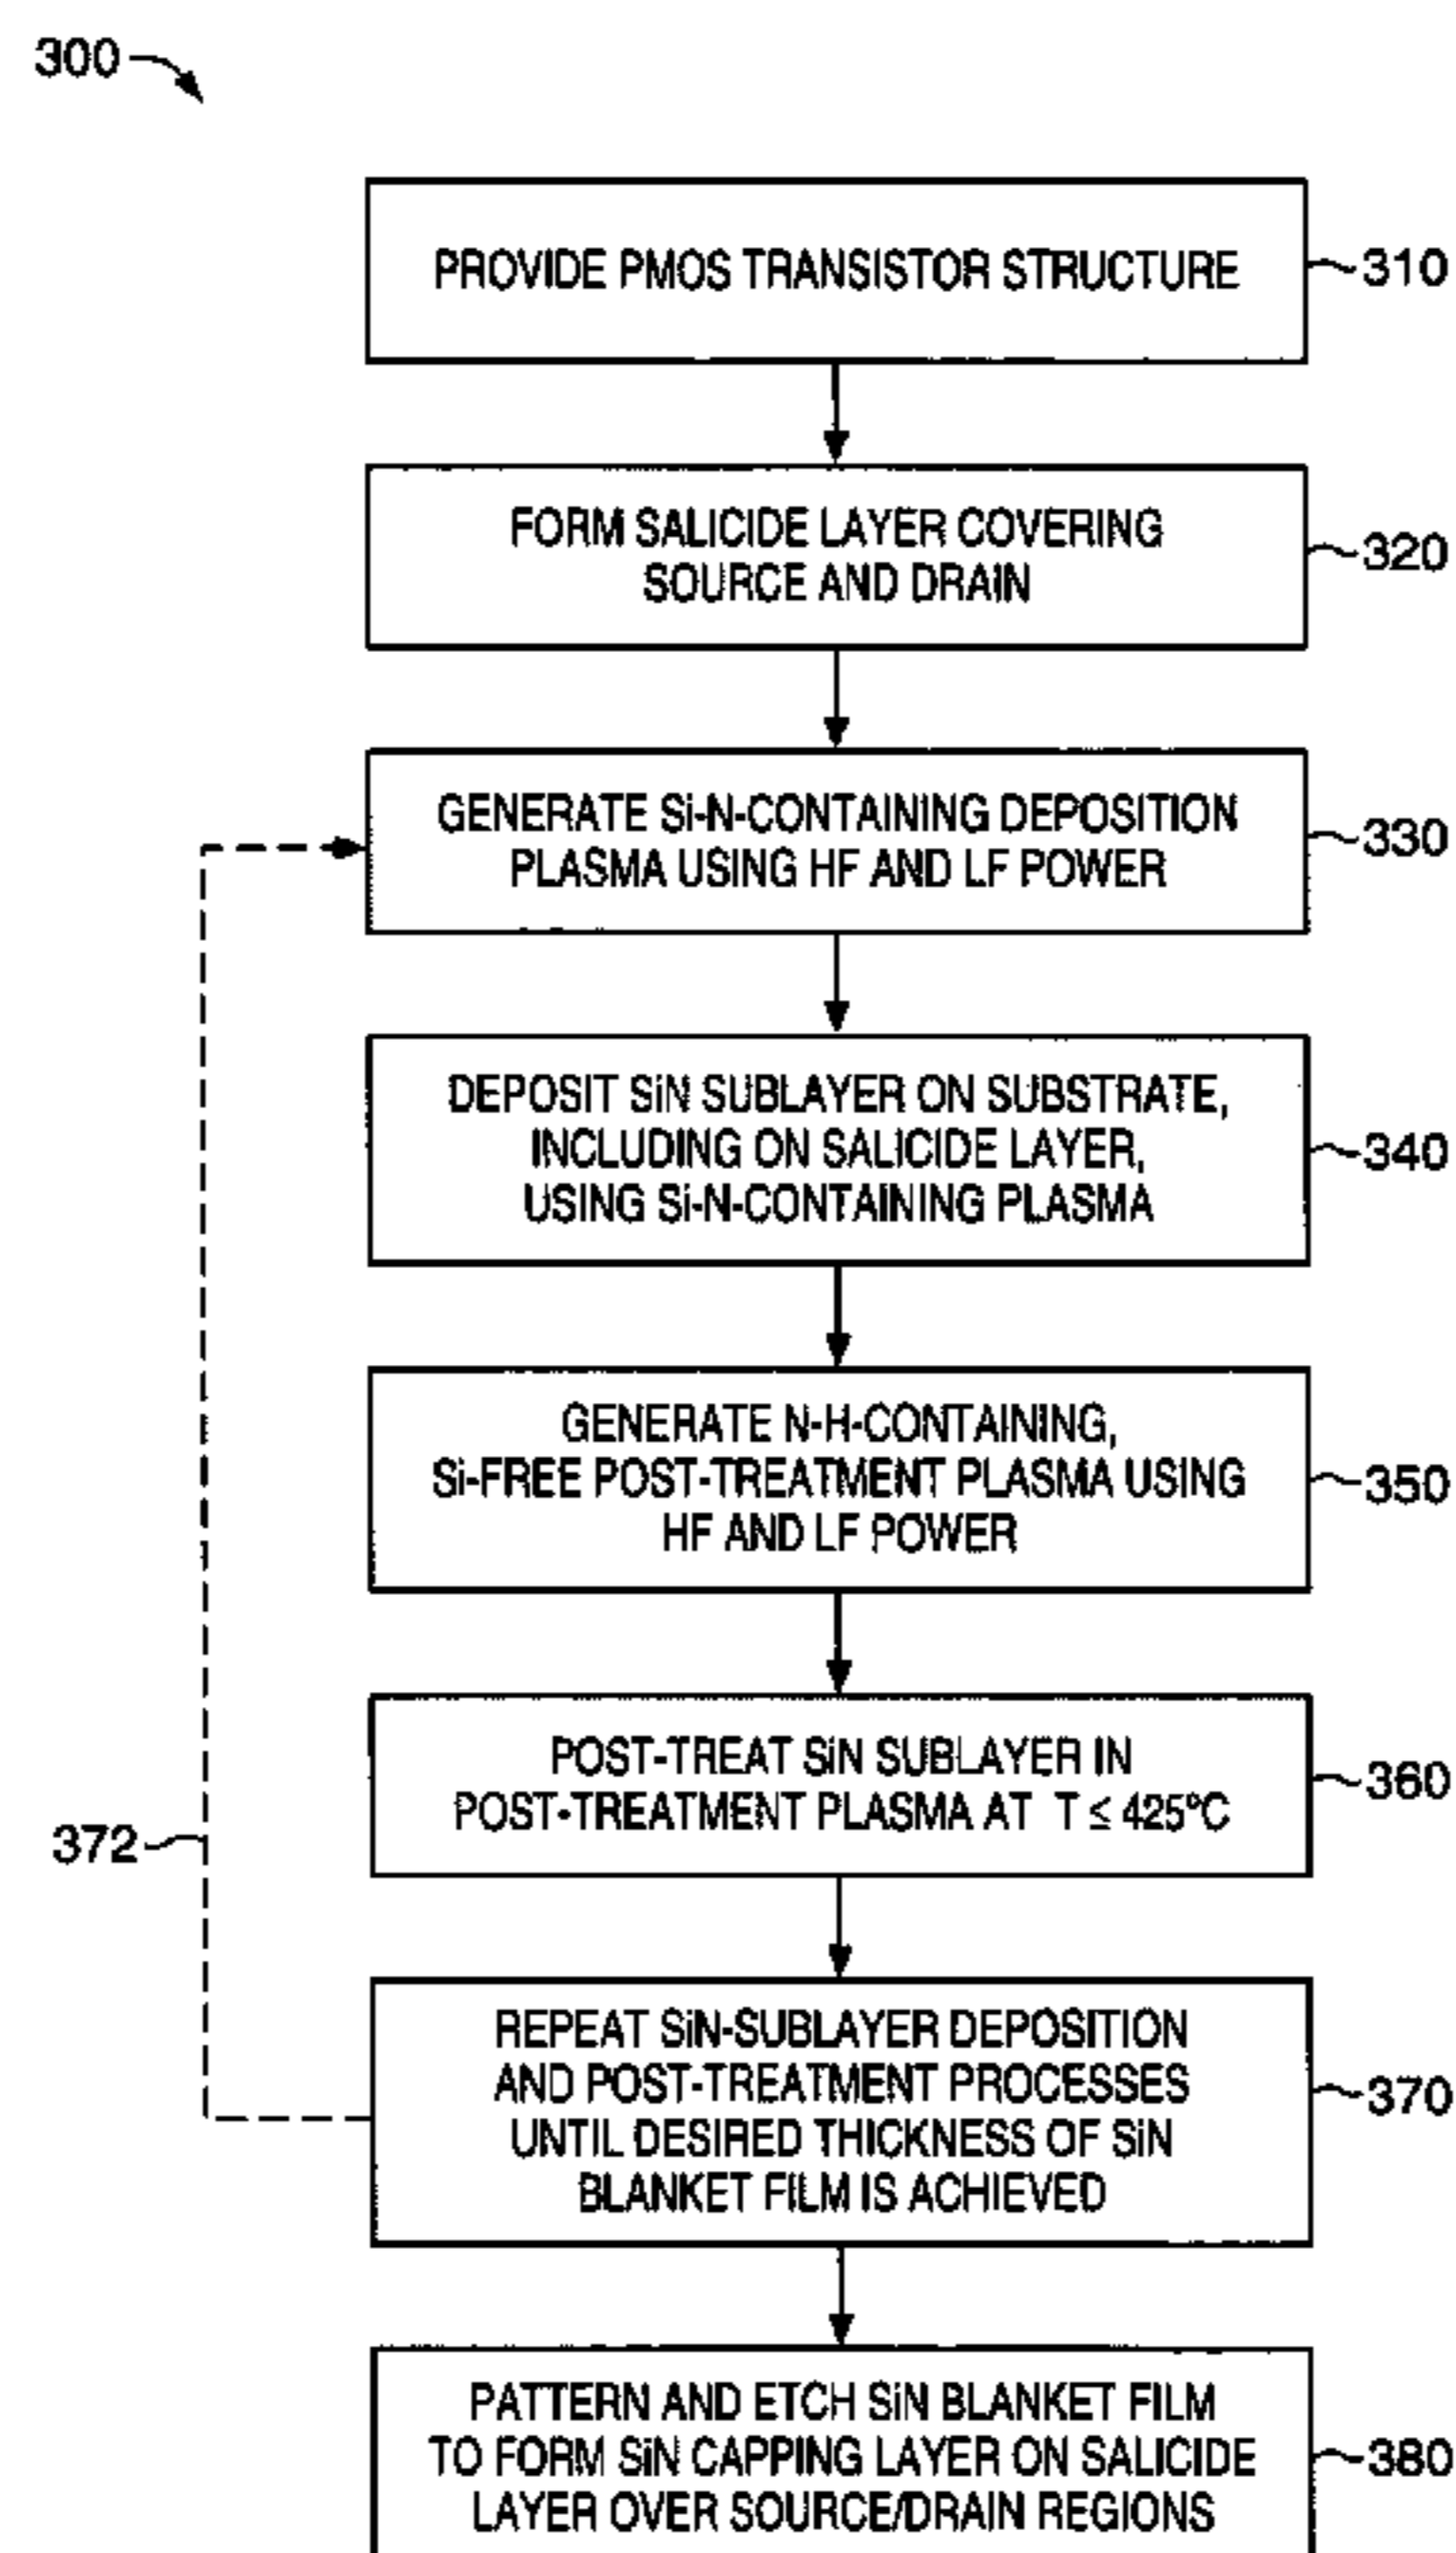 300
PROVIDE PMOS TRANSISTOR STRUCTURE
310
FORM SALICIDE LAYER COVERING
SOURCE AND DRAIN
320
GENERATE Si-N-CONTAINING DEPOSITION
PLASMA USING HF AND LF POWER
330
DEPOSIT SiN SUBLAYER ON SUBSTRATE,
INCLUDING ON SALICIDE LAYER,
USING Si-N-CONTAINING PLASMA
340
GENERATE N-H-CONTAINING,
Si-FREE POST-TREATMENT PLASMA USING
HF AND LF POWER
350
POST-TREAT SiN SUBLAYER IN
POST-TREATMENT PLASMA AT T ≤ 425°C
360
372
REPEAT SiN-SUBLAYER DEPOSITION
AND POST-TREATMENT PROCESSES
UNTIL DESIRED THICKNESS OF SiN
BLANKET FILM IS ACHIEVED
370
PATTERN AND ETCH SiN BLANKET FILM
TO FORM SiN CAPPING LAYER ON SALICIDE
LAYER OVER SOURCE/DRAIN REGIONS
380